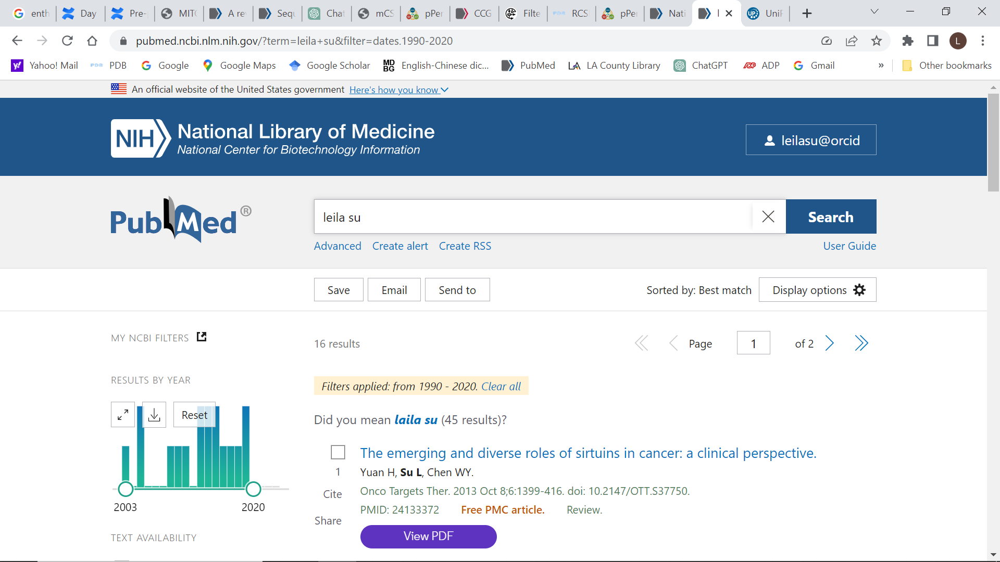 enth
Day
Pre-
MITO
A re
Sequ
Chat
mCS
pPer
CCG
Filte
RCS
pPer
Nati
UniP
pubmed.ncbi.nlm.nih.gov/?term=leila+su&filter=dates.1990-2020
L
Yahoo! Mail
PDB
Google
Google Maps
Google Scholar
MD BG
English-Chinese dic...
PubMed
LA County Library
ChatGPT
ADP
Gmail
»
Other bookmarks
An official website of the United States government Here's how you know
NIH National Library of Medicine
National Center for Biotechnology Information
leilasu@orcid
PubMed®
leila su
Search
Advanced Create alert Create RSS User Guide
Save Email Send to Sorted by: Best match Display options
MY NCBI FILTERS
16 results
Page 1 of 2
RESULTS BY YEAR
Reset
2003 2020
TEXT AVAILABILITY
Filters applied: from 1990 - 2020. Clear all
Did you mean laila su (45 results)?
The emerging and diverse roles of sirtuins in cancer: a clinical perspective.
1
Yuan H, Su L, Chen WY.
Cite
Onco Targets Ther. 2013 Oct 8;6:1399-416. doi: 10.2147/OTT.S37750.
PMID: 24133372 Free PMC article. Review.
Share
View PDF